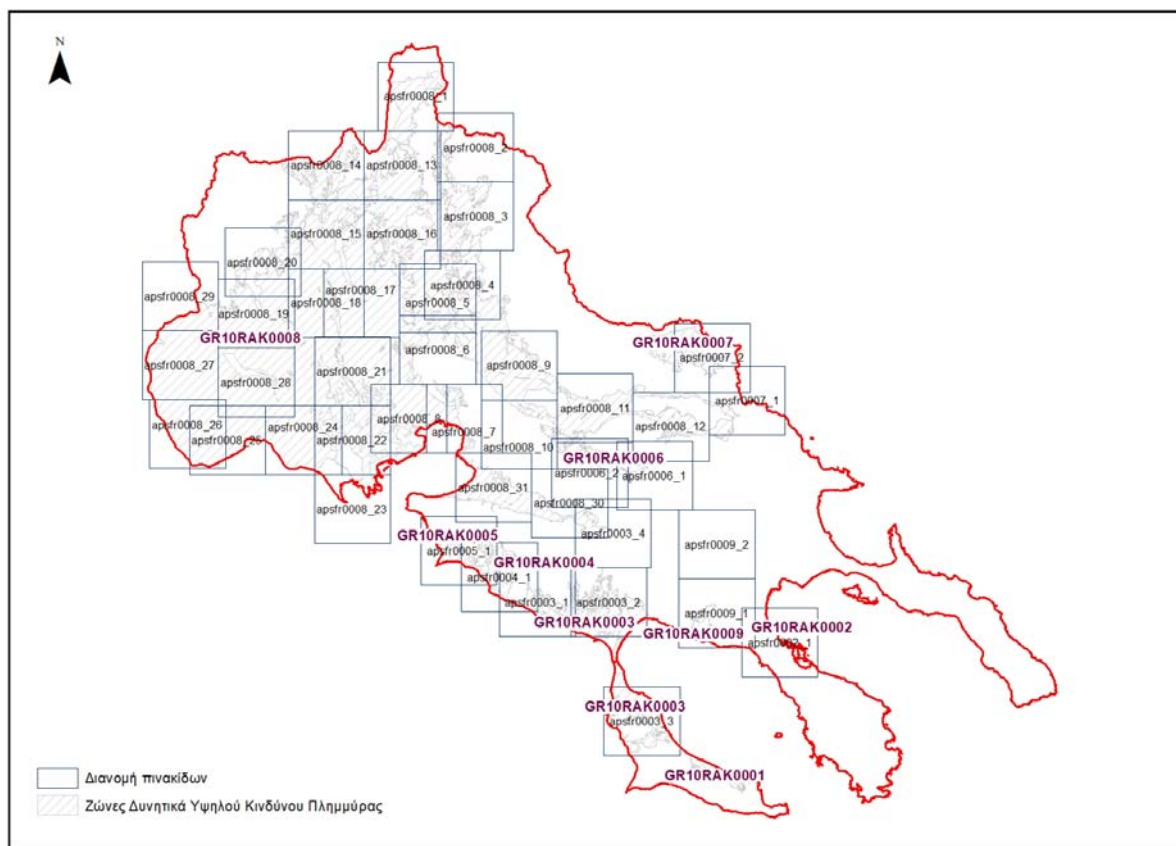 N
apsfr0008_1
apsfr0008_2
apsfr0008_14
apsfr0008_13
apsfr0008_3
apsfr0008_15
apsfr0008_16
apsfr0008_20
apsfr0008_4
apsfr0008_29
apsfr0008_17
apsfr0008_18
apsfr0008_5
apsfr0008_19
GR10RAK0008
GR10RAK0007
apsfr0008_6
apsfr0007_2
apsfr0008_27
apsfr0008_9
apsfr0008_21
apsfr0008_28
apsfr0007_1
apsfr0008_11
apsfr0008_8
apsfr0008_26
apsfr0008_24
apsfr0008_12
apsfr0008_7
apsfr0008_25
apsfr0008_22
apsfr0008_10
GR10RAK0006
apsfr0006_2
apsfr0006_1
apsfr0008_31
apsfr0008_30
apsfr0008_23
GR10RAK0005
apsfr0003_4
apsfr0009_2
apsfr0005_1
GR10RAK0004
apsfr0004_1
apsfr0003_1
apsfr0003_2
apsfr0009_1
GR10RAK0003
GR10RAK0009
GR10RAK0002
apsfr0002_1
GR10RAK0003
apsfr0003_3
GR10RAK0001
Διανομή πινακίδων
Ζώνες Δυνητικά Υψηλού Κινδύνου Πλημμύρας